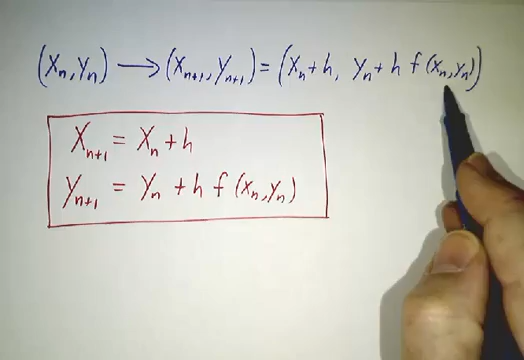 (Xn, Yn) → (Xn+1, Yn+1) = (Xn + h, Yn + h f(Xn, Yn))
Xn+1 = Xn + h
Yn+1 = Yn + h f(Xn, Yn)